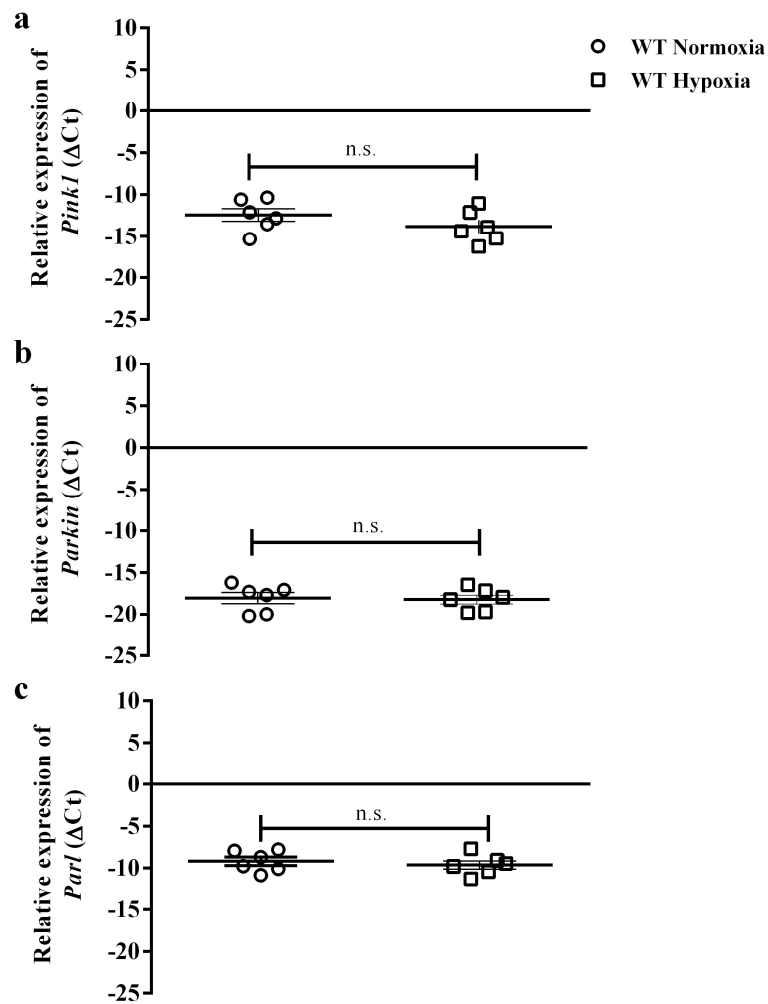 a
Relative expression of
Pink1 (ΔCt)
10
5
0
-5
-10
-15
-20
-25
n.s.
WT Normoxia
WT Hypoxia
b
Relative expression of
Parkin (ΔCt)
10
5
0
-5
-10
-15
-20
-25
n.s.
c
Relative expression of
Parl (ΔCt)
10
5
0
-5
-10
-15
-20
-25
n.s.